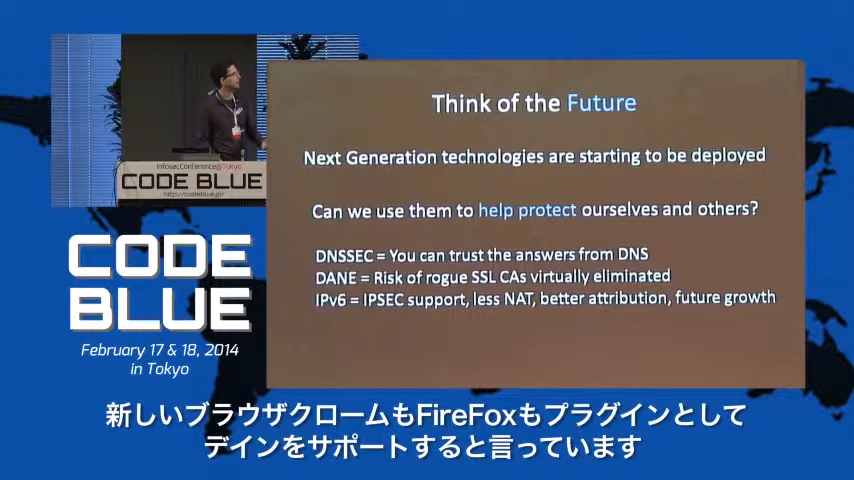 Think of the Future
Next Generation technologies are starting to be deployed
Can we use them to help protect ourselves and others?
DNSSEC = You can trust the answers from DNS
DANE = Risk of rogue SSL CAs virtually eliminated
IPv6 = IPSEC support, less NAT, better attribution, future growth
InfosecConference@Tokyo
CODE BLUE
http://codeblue.jp/
CODE
BLUE
February 17 & 18, 2014
in Tokyo
新しいブラウザクロームもFireFoxもプラグインとして
デインをサポートすると言っています